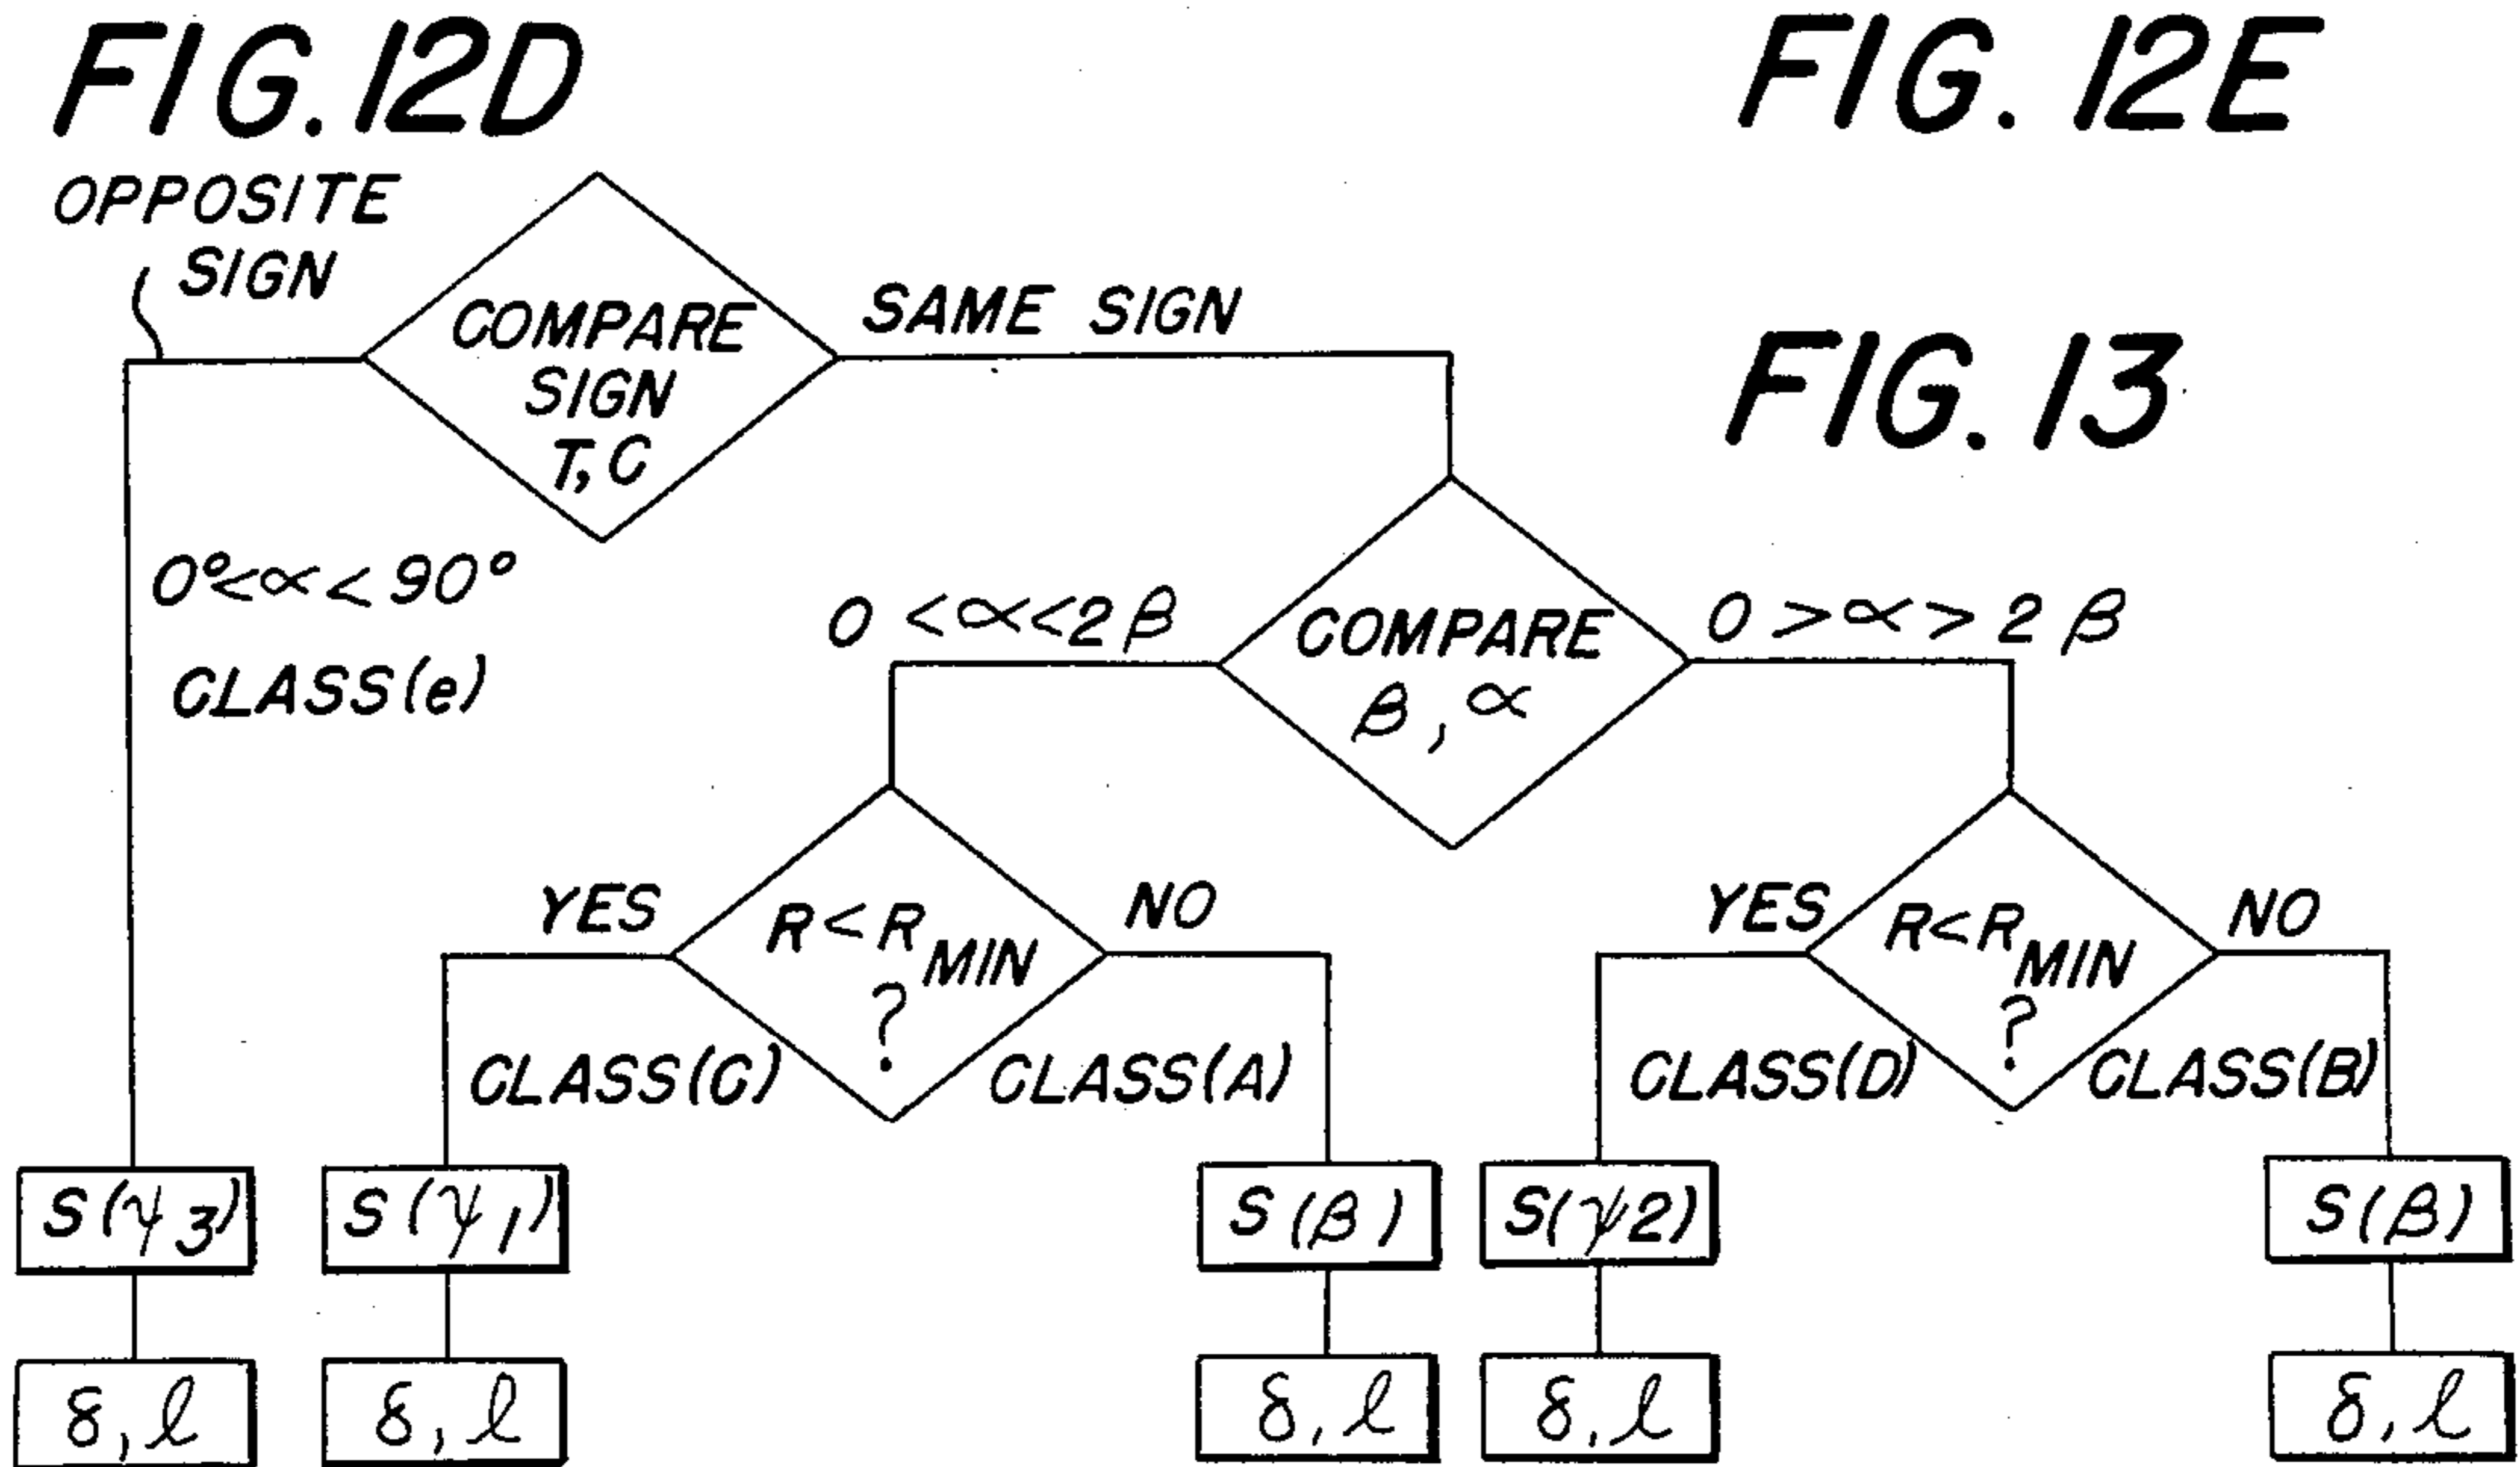 FIG. 12D
FIG. 12E
OPPOSITE
SIGN
COMPARE
SIGN
T, C
SAME SIGN
FIG. 13
0°<α<90°
CLASS(e)
0 <α<2β
COMPARE
β, α
0 >α> 2 β
YES
R<R MIN
?
NO
CLASS(C)
CLASS(A)
YES
R<R MIN
?
NO
CLASS(D)
CLASS(B)
S(γ3)
S(γ1)
S(β)
S(γ2)
S(β)
δ, l
δ, l
δ, l
δ, l
δ, l